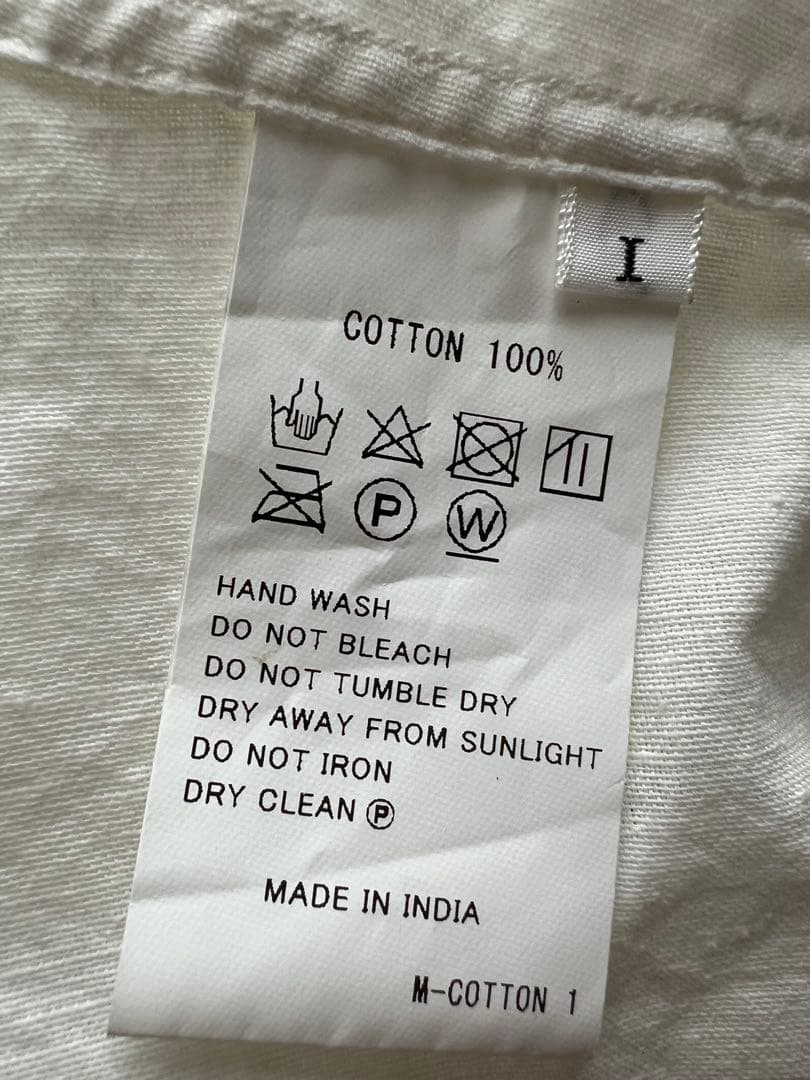 I
COTTON 100%
P W
HAND WASH
DO NOT BLEACH
DO NOT TUMBLE DRY
DRY AWAY FROM SUNLIGHT
DO NOT IRON
DRY CLEAN Ⓟ
MADE IN INDIA
M-COTTON 1